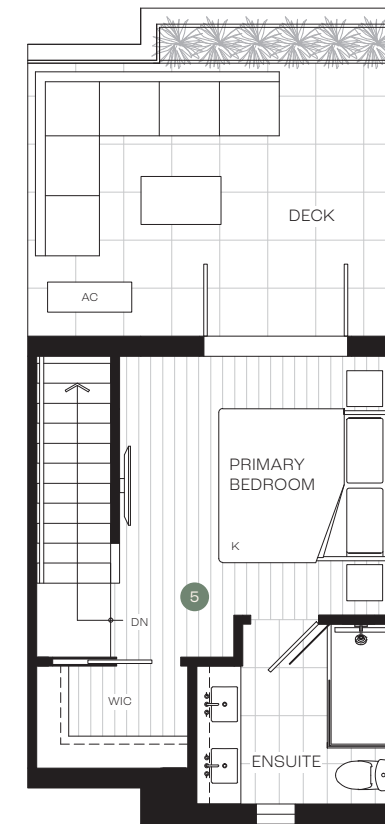 DECK
AC
PRIMARY
BEDROOM
K
5
DN
WIC
ENSUITE